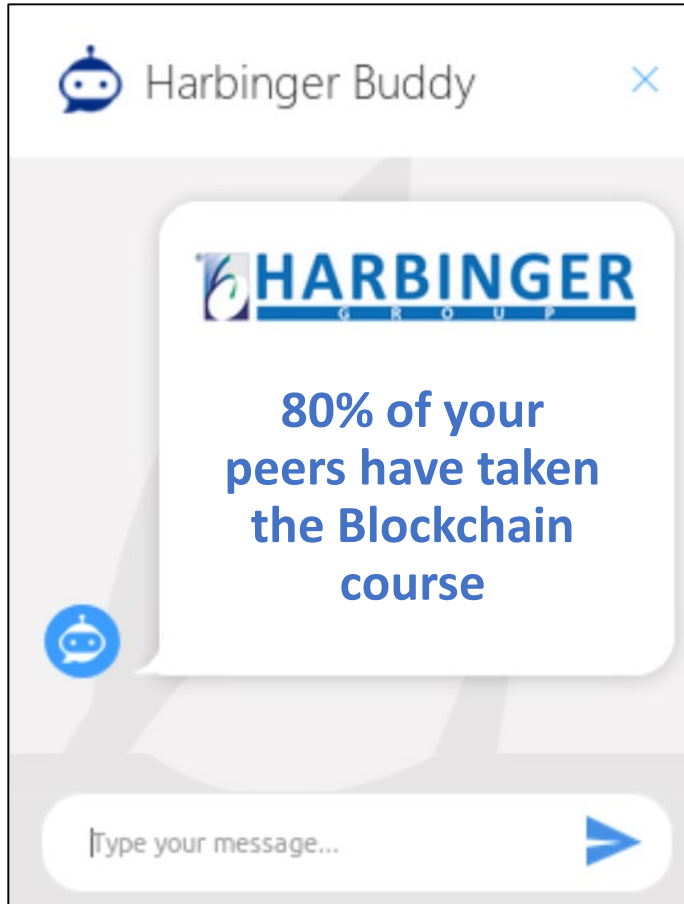 Harbinger Buddy
HARBINGER
GROUP
80% of your
peers have taken
the Blockchain
course
Type your message...